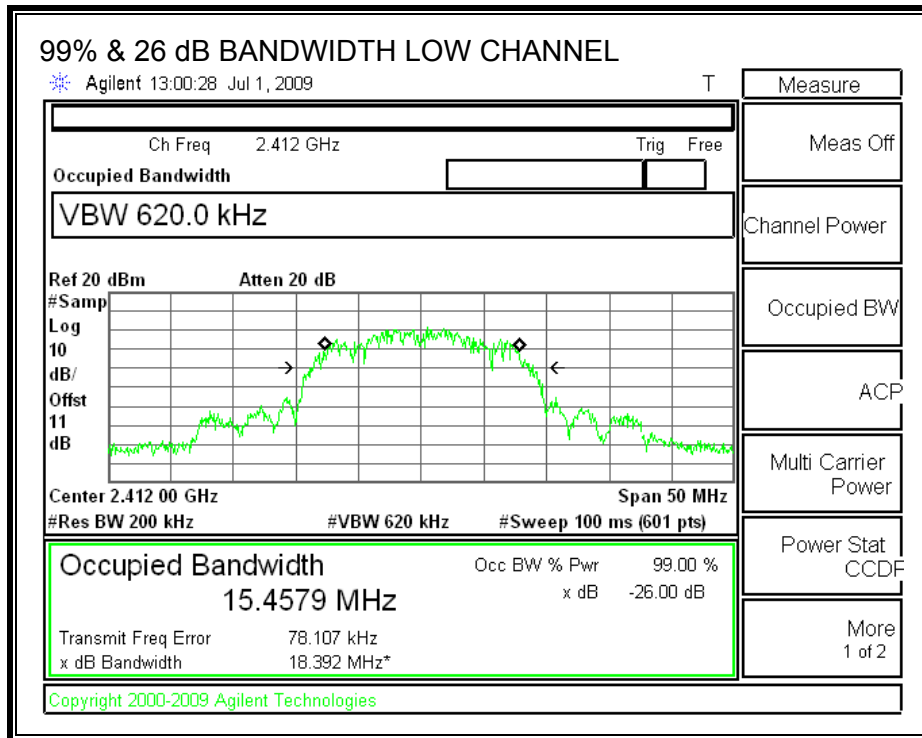 99% & 26 dB BANDWIDTH LOW CHANNEL
Agilent 13:00:28 Jul 1, 2009
T
Measure
Ch Freq 2.412 GHz
Trig Free
Meas Off
Occupied Bandwidth
VBW 620.0 kHz
Channel Power
Ref 20 dBm
Atten 20 dB
#Samp
Log
10
dB/
Offst
11
dB
Occupied BW
ACP
Multi Carrier
Power
Center 2.412 00 GHz
Span 50 MHz
#Res BW 200 kHz
#VBW 620 kHz
#Sweep 100 ms (601 pts)
Power Stat
CCDF
Occupied Bandwidth
15.4579 MHz
Occ BW % Pwr 99.00 %
x dB -26.00 dB
Transmit Freq Error 78.107 kHz
x dB Bandwidth 18.392 MHz*
More
1 of 2
Copyright 2000-2009 Agilent Technologies